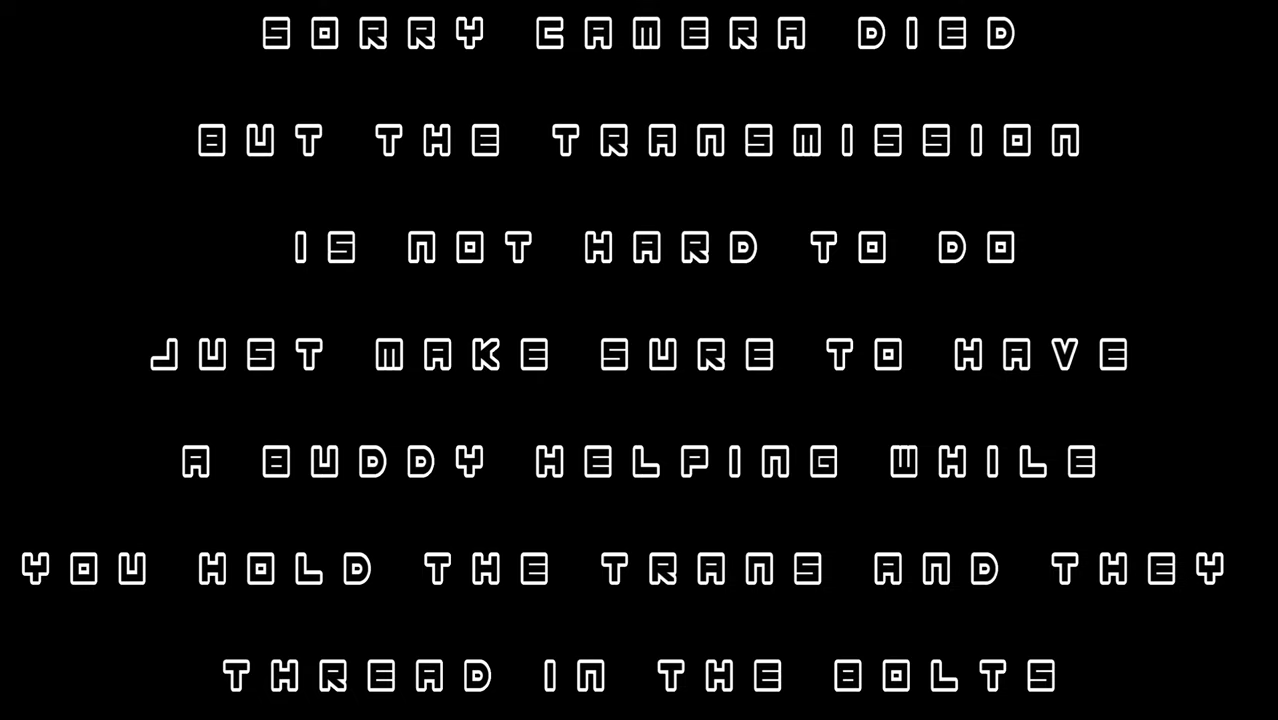 SORRY CAMERA DIED
BUT THE TRANSMISSION
IS NOT HARD TO DO
JUST MAKE SURE TO HAVE
A BUDDY HELPING WHILE
YOU HOLD THE TRANS AND THEY
THREAD IN THE BOLTS